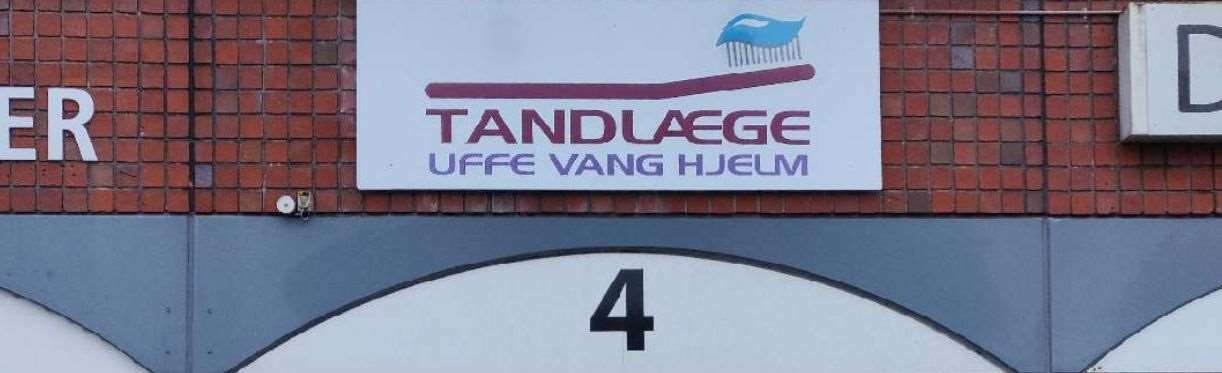 ER
TANDLÆGE
UFFE VANG HJELM
D
4